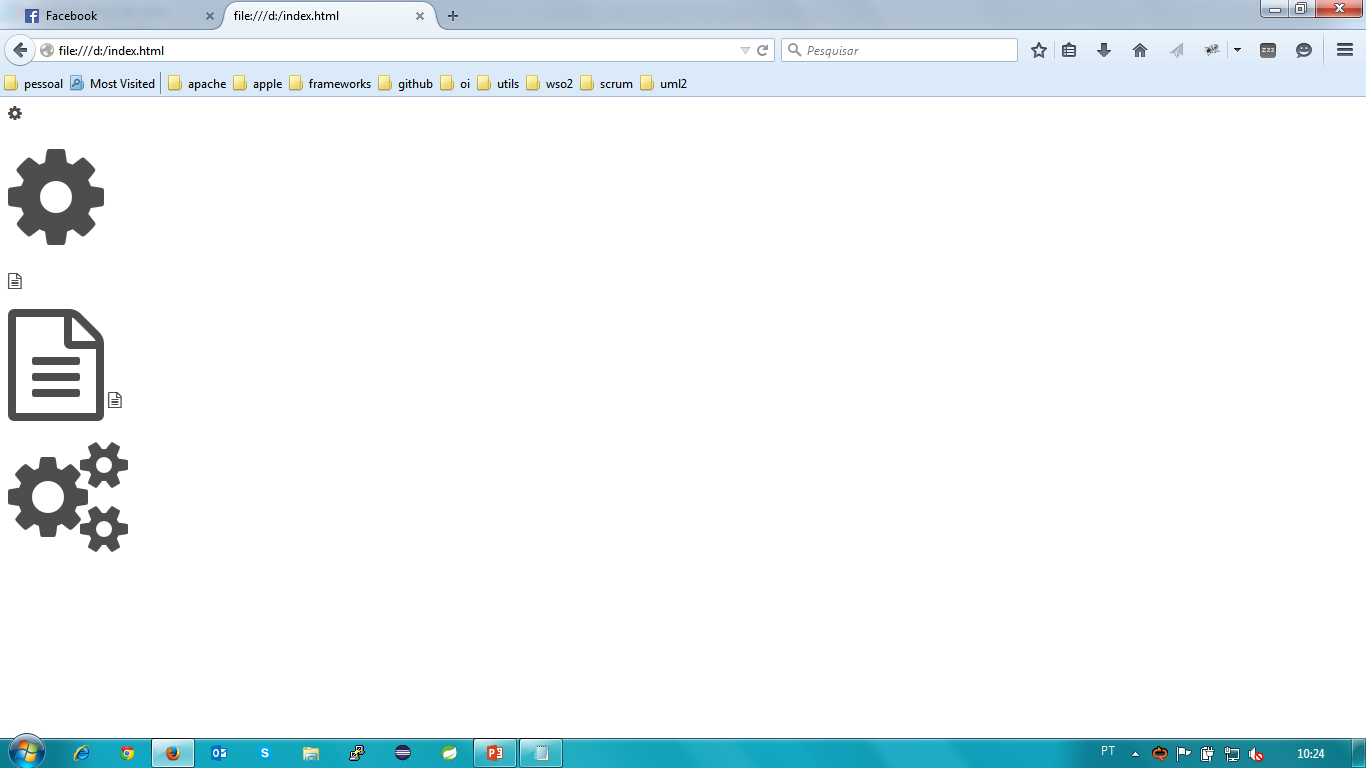 Facebook
file:///d:/index.html
file:///d:/index.html
Pesquisar
pessoal Most Visited apache apple frameworks github oi utils wso2 scrum uml2
PT 10:24